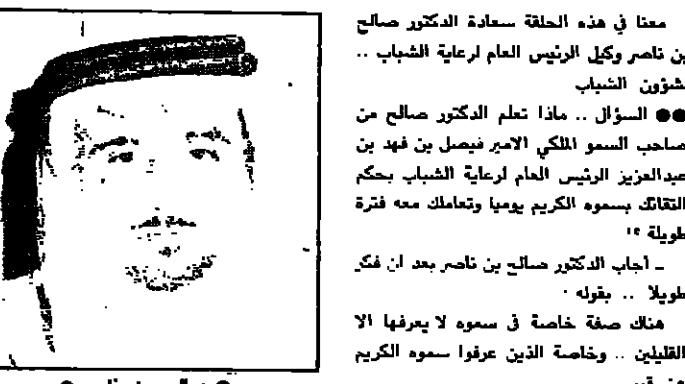 معنا في هذه الحلقة سعادة الدكتور صالح
بن ناصر وكيل الرئيس العام لرعاية الشباب ..
لشؤون الشباب
●● السؤال .. ماذا تعلم الدكتور صالح من
صاحب السمو الملكي الامير فيصل بن فهد بن
عبدالعزيز الرئيس العام لرعاية الشباب بحكم
التقائك بسموه الكريم يوميا وتعاملك معه فترة
طويلة ؟!
ـ أجاب الدكتور صالح بن ناصر بعد ان فكر
طويلا .. بقوله .
هناك صفة خاصة في سموه لا يعرفها الا
القليلين .. وخاصة الذين عرفوا سموه الكريم